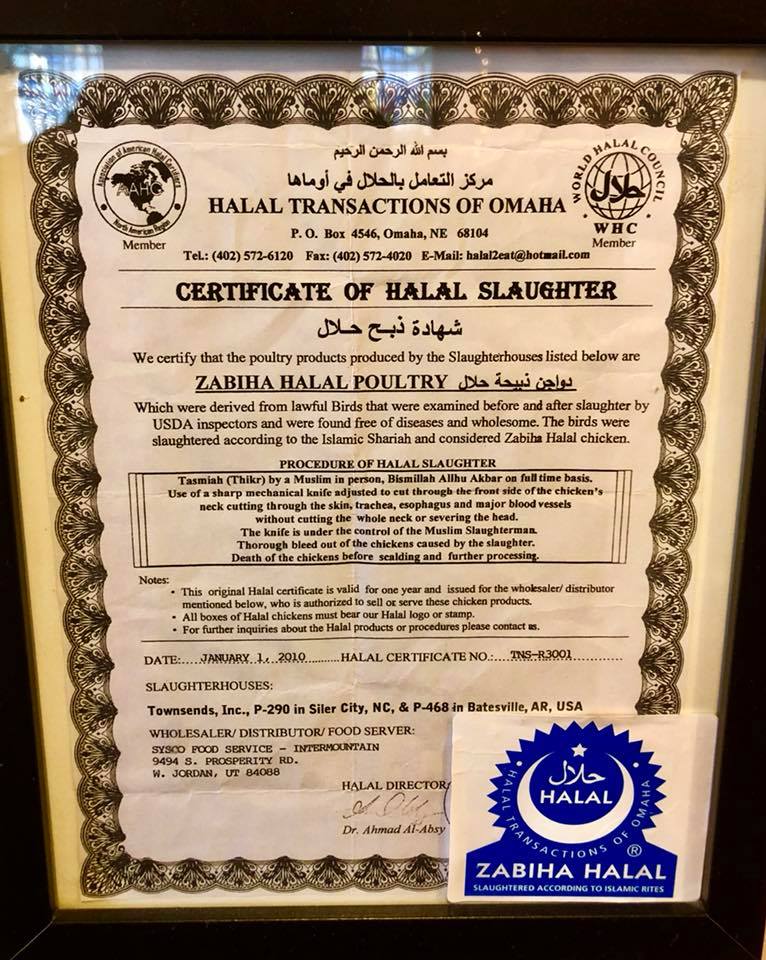 بسم الله الرحمن الرحيم
مركز التعامل بالحلال في أوماها
Association of American Halal Certifiers
AAHC
North American Region
Member
HALAL TRANSACTIONS OF OMAHA
WORLD HALAL COUNCIL
حلال
WHC
Member
P. O. Box 4546, Omaha, NE 68104
Tel.: (402) 572-6120 Fax: (402) 572-4020 E-Mail: halal2eat@hotmail.com
CERTIFICATE OF HALAL SLAUGHTER
شهادة ذبح حلال
We certify that the poultry products produced by the Slaughterhouses listed below are
ZABIHA HALAL POULTRY دواجن ذبيحة حلال
Which were derived from lawful Birds that were examined before and after slaughter by
USDA inspectors and were found free of diseases and wholesome. The birds were
slaughtered according to the Islamic Shariah and considered Zabiha Halal chicken.
PROCEDURE OF HALAL SLAUGHTER
Tasmiah (Thikr) by a Muslim in person, Bismillah Allhu Akbar on full time basis.
Use of a sharp mechanical knife adjusted to cut through the front side of the chicken's
neck cutting through the skin, trachea, esophagus and major blood vessels
without cutting the whole neck or severing the head.
The knife is under the control of the Muslim Slaughterman.
Thorough bleed out of the chickens caused by the slaughter.
Death of the chickens before scalding and further processing.
Notes:
• This original Halal certificate is valid for one year and issued for the wholesaler/ distributor
mentioned below, who is authorized to sell or serve these chicken products.
• All boxes of Halal chickens must bear our Halal logo or stamp.
• For further inquiries about the Halal products or procedures please contact us.
DATE:....JANUARY 1, 2010.........HALAL CERTIFICATE NO.:....TNS-R3001
SLAUGHTERHOUSES:
Townsends, Inc., P-290 in Siler City, NC, & P-468 in Batesville, AR, USA
WHOLESALER/ DISTRIBUTOR/ FOOD SERVER:
SYSCO FOOD SERVICE - INTERMOUNTAIN
9494 S. PROSPERITY RD.
W. JORDAN, UT 84088
HALAL DIRECTOR
Dr. Ahmad Al-Absy
حلال
HALAL
HALAL TRANSACTIONS OF OMAHA
®
ZABIHA HALAL
SLAUGHTERED ACCORDING TO ISLAMIC RITES